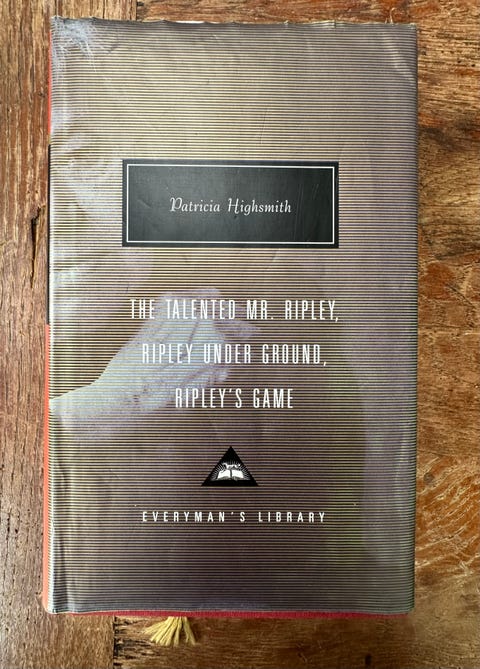 Patricia Highsmith
THE TALENTED MR. RIPLEY,
RIPLEY UNDER GROUND,
RIPLEY'S GAME
EVERYMAN'S LIBRARY